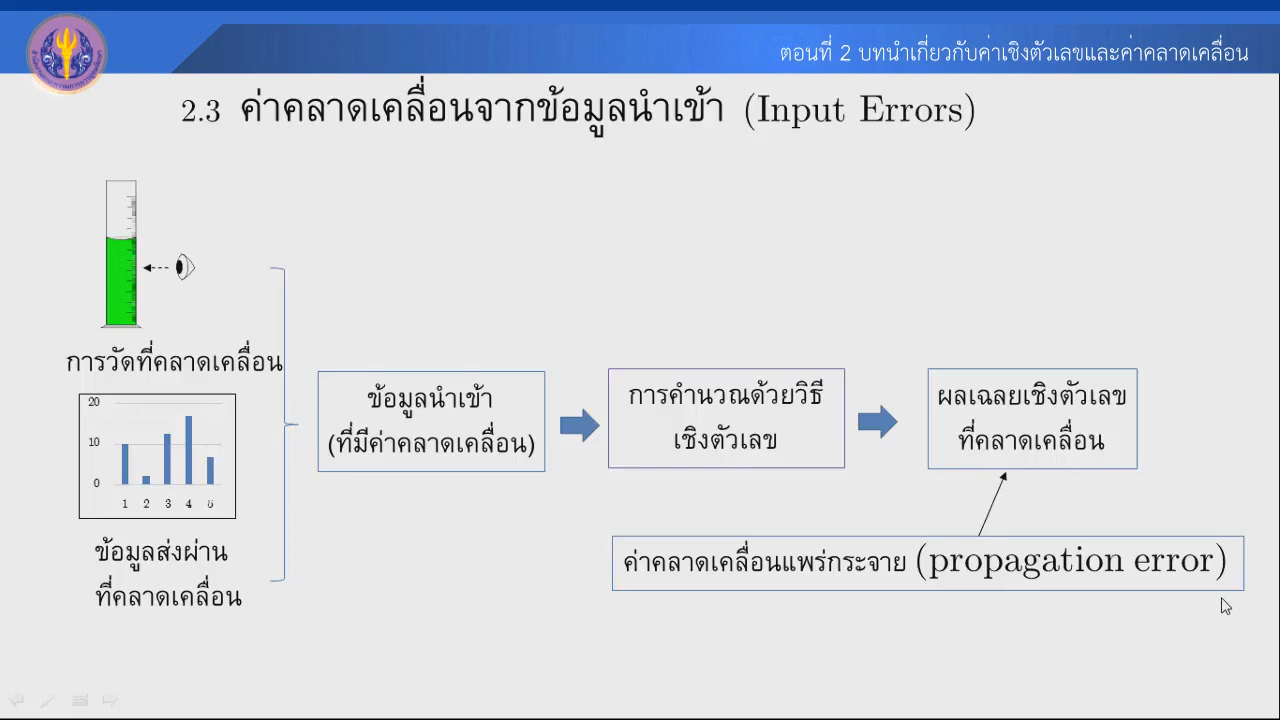 ตอนที่ 2 บทนำเกี่ยวกับค่าเชิงตัวเลขและค่าคลาดเคลื่อน
2.3 ค่าคลาดเคลื่อนจากข้อมูลนำเข้า (Input Errors)
การวัดที่คลาดเคลื่อน
20
10
0
1 2 3 4 5
ข้อมูลส่งผ่าน
ที่คลาดเคลื่อน
ข้อมูลนำเข้า
(ที่มีค่าคลาดเคลื่อน)
การคำนวณด้วยวิธี
เชิงตัวเลข
ผลเฉลยเชิงตัวเลข
ที่คลาดเคลื่อน
ค่าคลาดเคลื่อนแพร่กระจาย (propagation error)